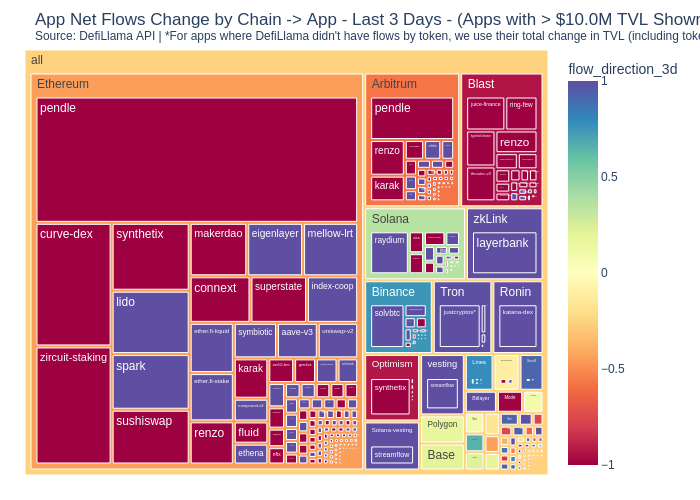 App Net Flows Change by Chain -> App - Last 3 Days - (Apps with > $10.0M TVL Shown
Source: DefiLlama API | *For apps where DefiLlama didn't have flows by token, we use their total change in TVL (including toke
flow_direction_3d
all
Ethereum
pendle
curve-dex
synthetix
makerdao
eigenlayer
mellow-lrt
lido
connext
superstate
index-coop
zircuit-staking
spark
ether.fi-liquid
symbiotic
aave-v3
uniswap-v2
sushiswap
ether.fi-stake
karak
renzo
fluid
ethena
Arbitrum
pendle
renzo
karak
Blast
juice-finance
ring-few
renzo
thruster-v3
Solana
raydium
zkLink
layerbank
Binance
solvbtc
Tron
justcryptos*
Ronin
katana-dex
Optimism
synthetix
vesting
streamflow
Linea
Scroll
Bitlayer
Mode
Solana-vesting
streamflow
Polygon
Base
1
0.5
0
−0.5
−1